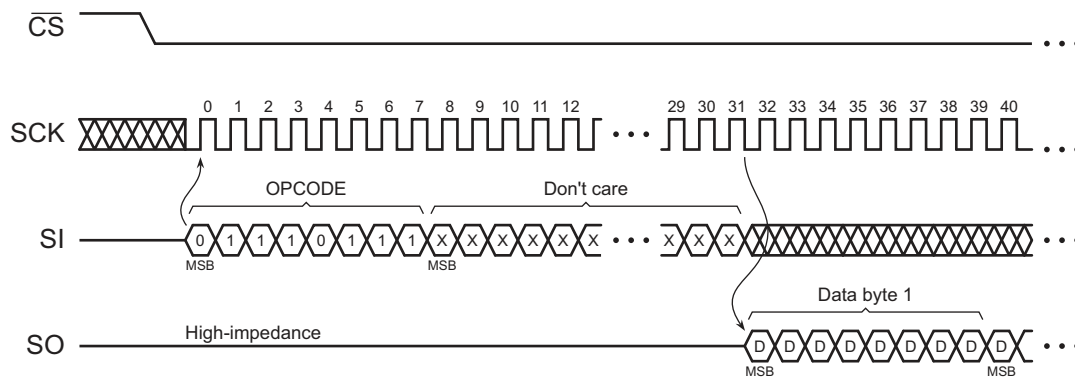 CS
0 1 2 3 4 5 6 7 8 9 10 11 12 29 30 31 32 33 34 35 36 37 38 39 40
SCK
OPCODE Don't care
SI 0 1 1 1 0 1 1 1 X X X X X X X X X
MSB MSB
Data byte 1
High-impedance
SO D D D D D D D D D
MSB MSB